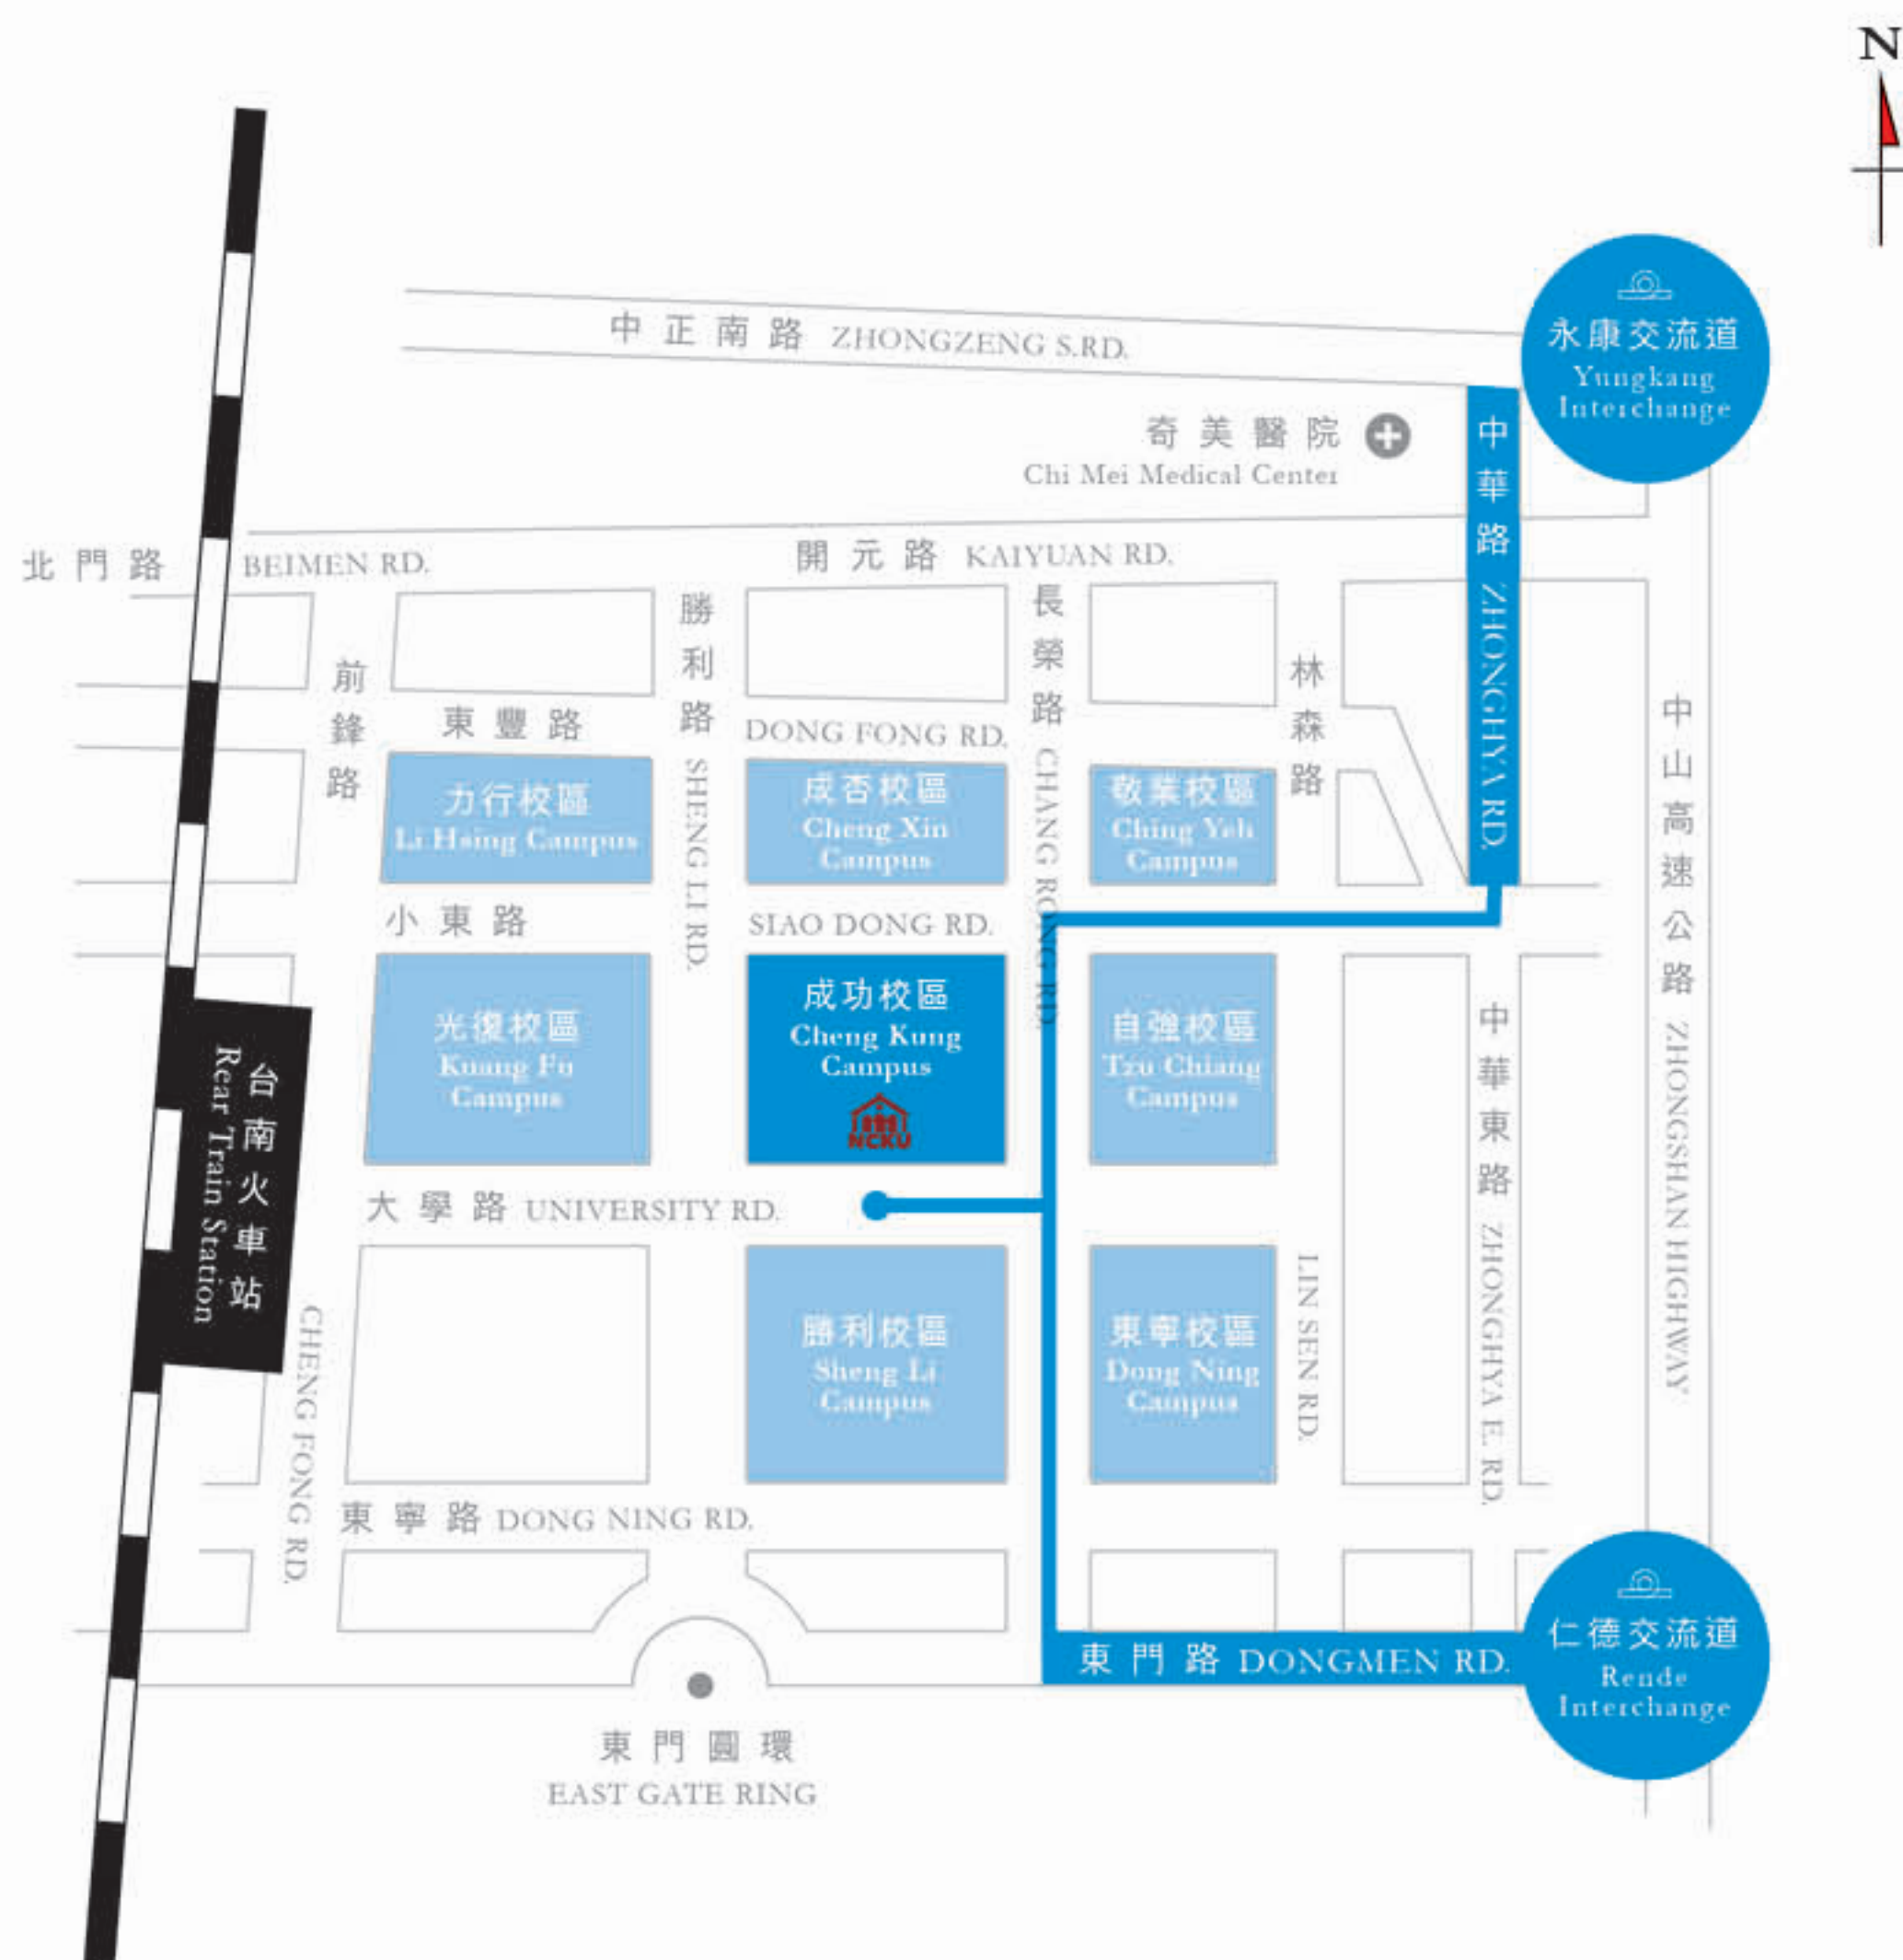 N
永康交流道
Yungkang
Interchange
中正南路 ZHONGZENG S.RD.
奇美醫院
Chi Mei Medical Center
中華路 ZHONGHYA RD.
北門路 BEIMEN RD.
開元路 KAIYUAN RD.
前鋒路
勝利路 SHENG LI RD.
長榮路 CHANG RONG RD.
林森路
中山高速公路 ZHONGSHAN HIGHWAY
東豐路 DONG FONG RD.
力行校區
Li Hsing Campus
成杏校區
Cheng Xin
Campus
敬業校區
Ching Yeh
Campus
小東路 SIAO DONG RD.
光復校區
Kuang Fu
Campus
成功校區
Cheng Kung
Campus
NCKU
自強校區
Tzu Chiang
Campus
台南火車站
Rear Train Station
中華東路 ZHONGHYA E. RD.
大學路 UNIVERSITY RD.
CHENG FONG RD.
勝利校區
Sheng Li
Campus
東寧校區
Dong Ning
Campus
LIN SEN RD.
東寧路 DONG NING RD.
仁德交流道
Rende
Interchange
東門路 DONGMEN RD.
東門圓環
EAST GATE RING